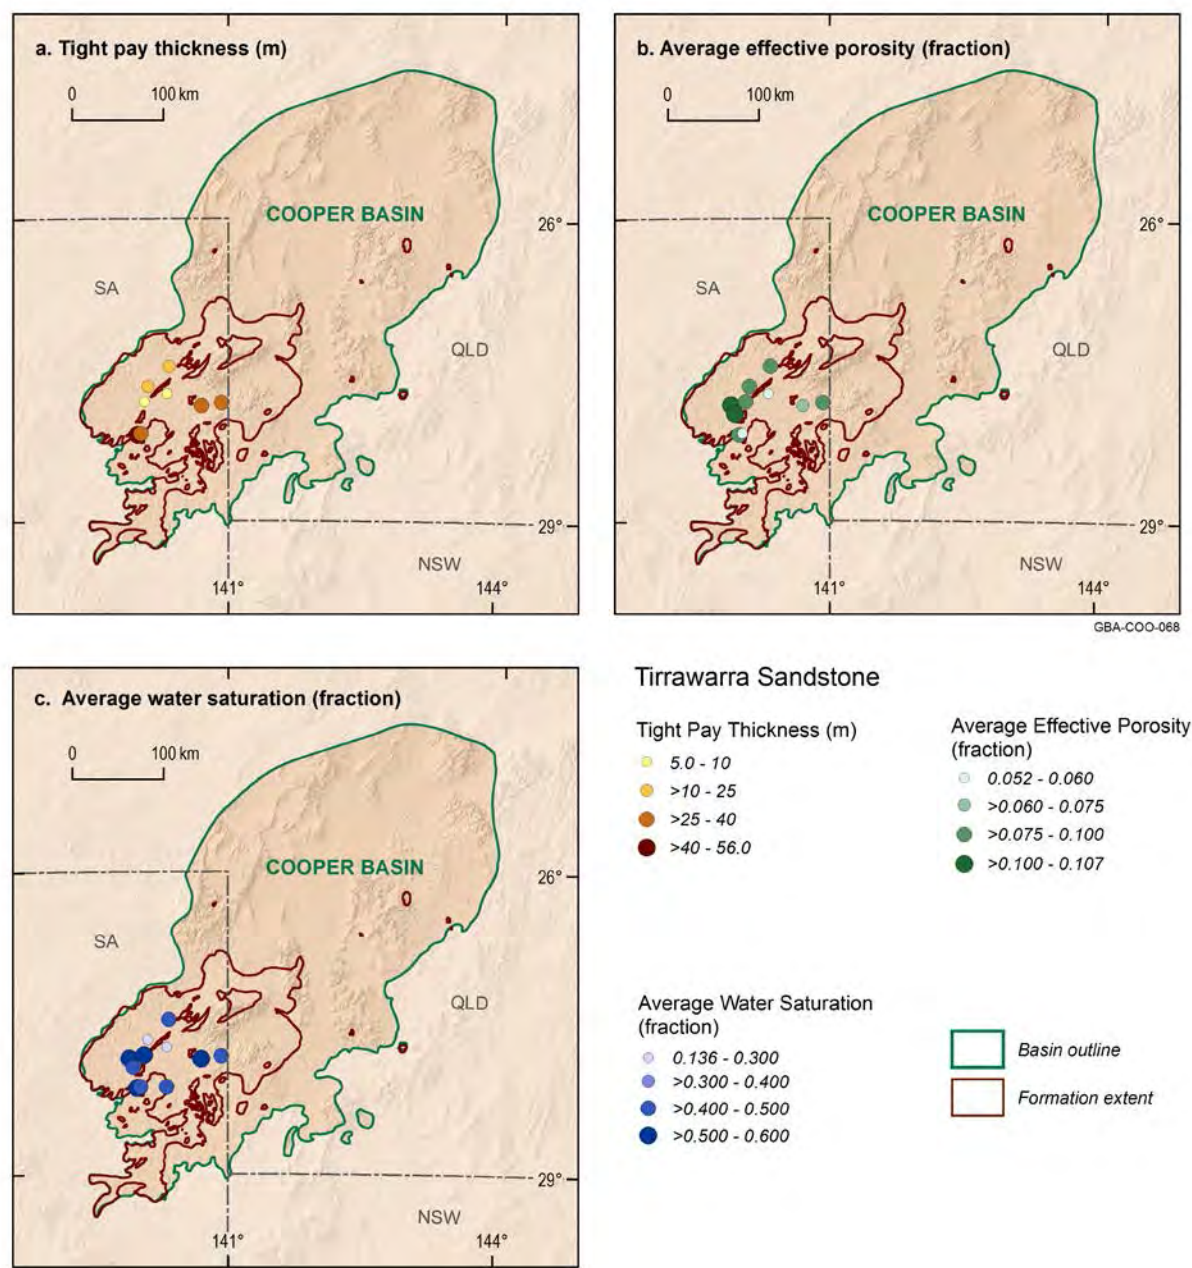 a. Tight pay thickness (m)
0 100 km
COOPER BASIN
26°
SA
QLD
29°
NSW
141° 144°
b. Average effective porosity (fraction)
0 100 km
COOPER BASIN
26°
SA
QLD
29°
NSW
141° 144°
GBA-COO-068
c. Average water saturation (fraction)
0 100 km
COOPER BASIN
26°
SA
QLD
29°
NSW
141° 144°
Tirrawarra Sandstone
Tight Pay Thickness (m)
5.0 - 10
>10 - 25
>25 - 40
>40 - 56.0
Average Effective Porosity
(fraction)
0.052 - 0.060
>0.060 - 0.075
>0.075 - 0.100
>0.100 - 0.107
Average Water Saturation
(fraction)
0.136 - 0.300
>0.300 - 0.400
>0.400 - 0.500
>0.500 - 0.600
Basin outline
Formation extent